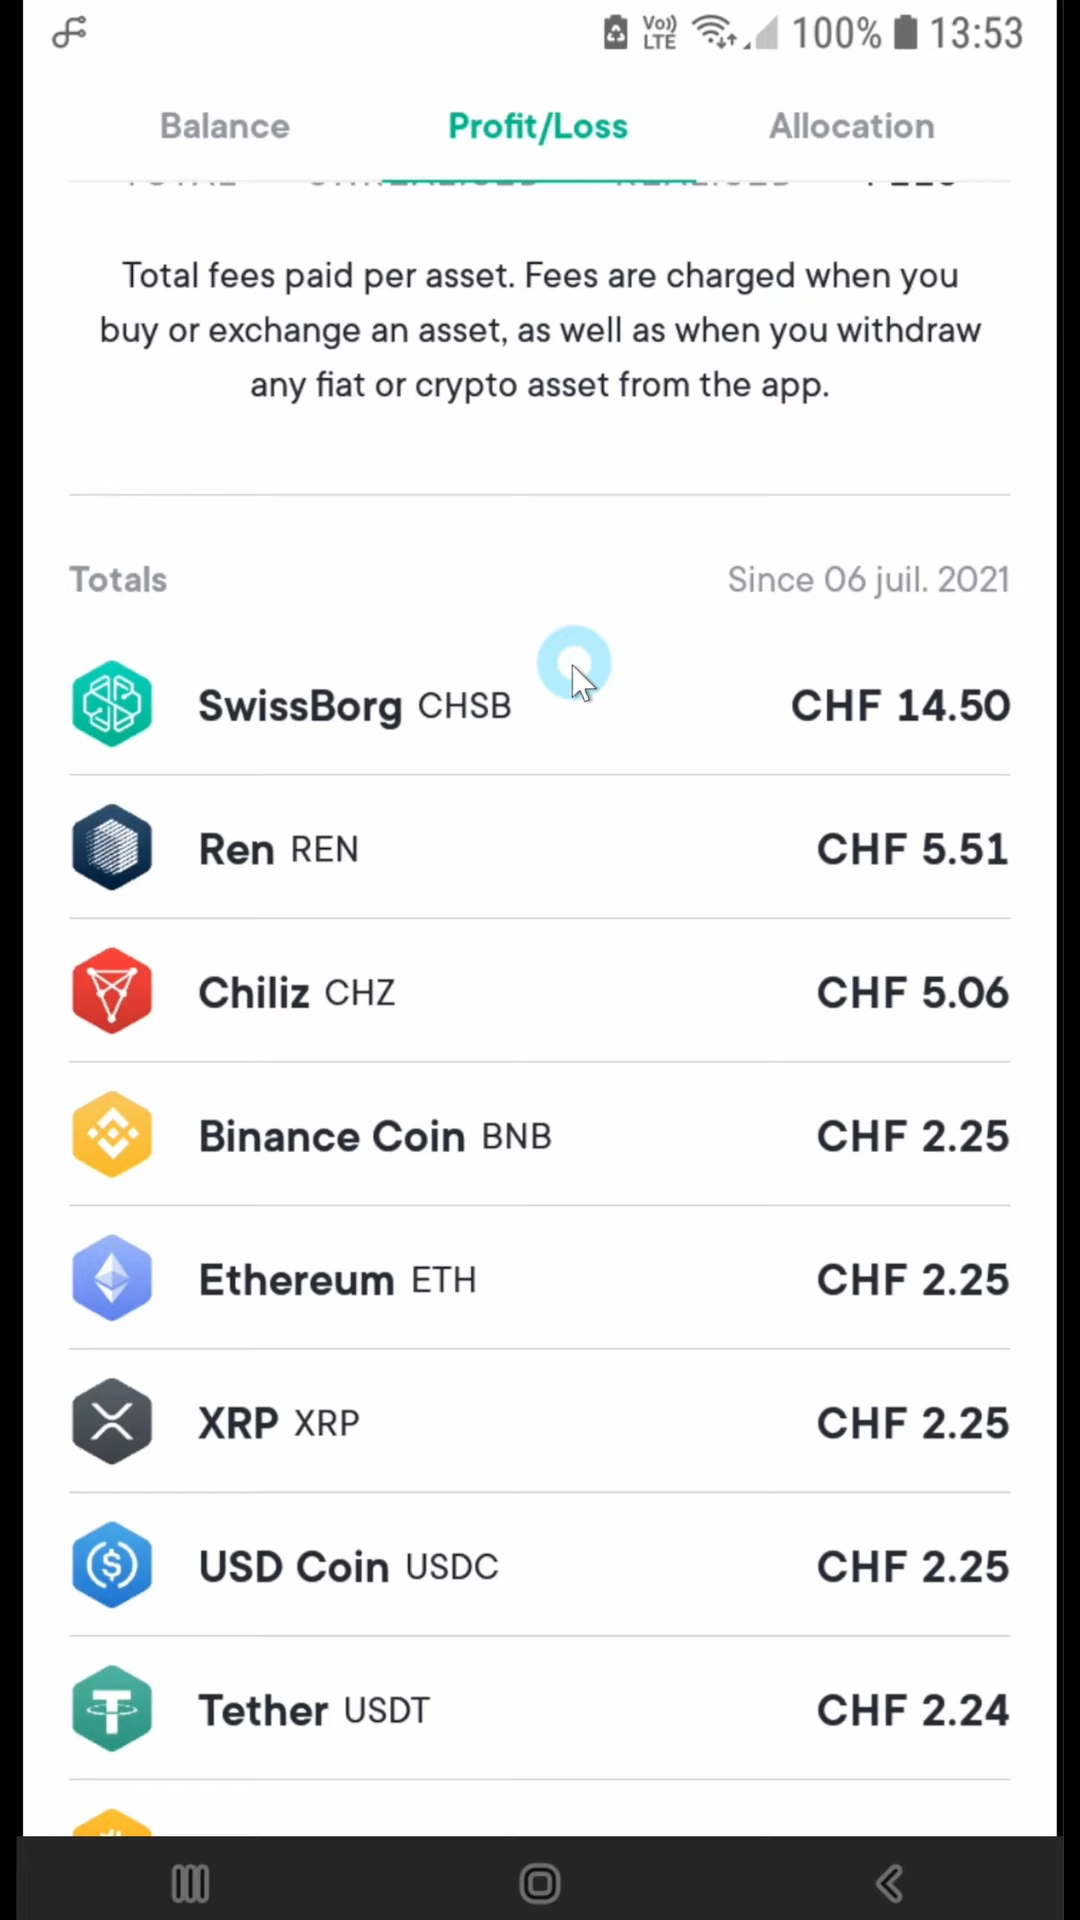 Vo)) LTE 100% 13:53
Balance Profit/Loss Allocation
Total fees paid per asset. Fees are charged when you
buy or exchange an asset, as well as when you withdraw
any fiat or crypto asset from the app.
Totals Since 06 juil. 2021
SwissBorg CHSB CHF 14.50
Ren REN CHF 5.51
Chiliz CHZ CHF 5.06
Binance Coin BNB CHF 2.25
Ethereum ETH CHF 2.25
XRP XRP CHF 2.25
USD Coin USDC CHF 2.25
Tether USDT CHF 2.24